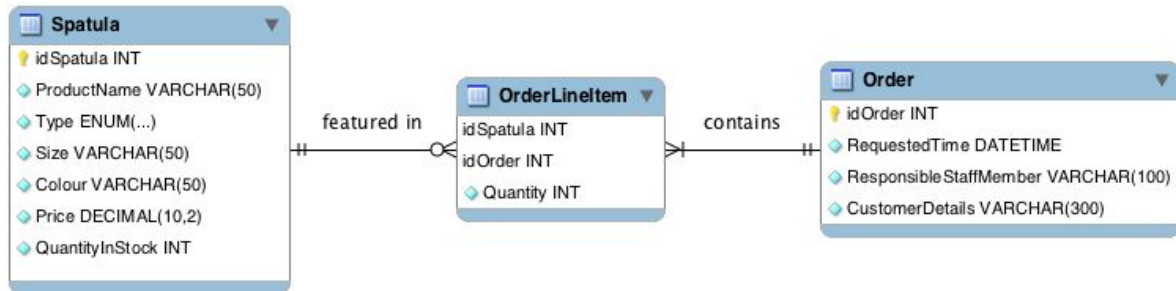 Spatula
idSpatula INT
ProductName VARCHAR(50)
Type ENUM(...)
Size VARCHAR(50)
Colour VARCHAR(50)
Price DECIMAL(10,2)
QuantityInStock INT
featured in
OrderLineItem
idSpatula INT
idOrder INT
Quantity INT
contains
Order
idOrder INT
RequestedTime DATETIME
ResponsibleStaffMember VARCHAR(100)
CustomerDetails VARCHAR(300)